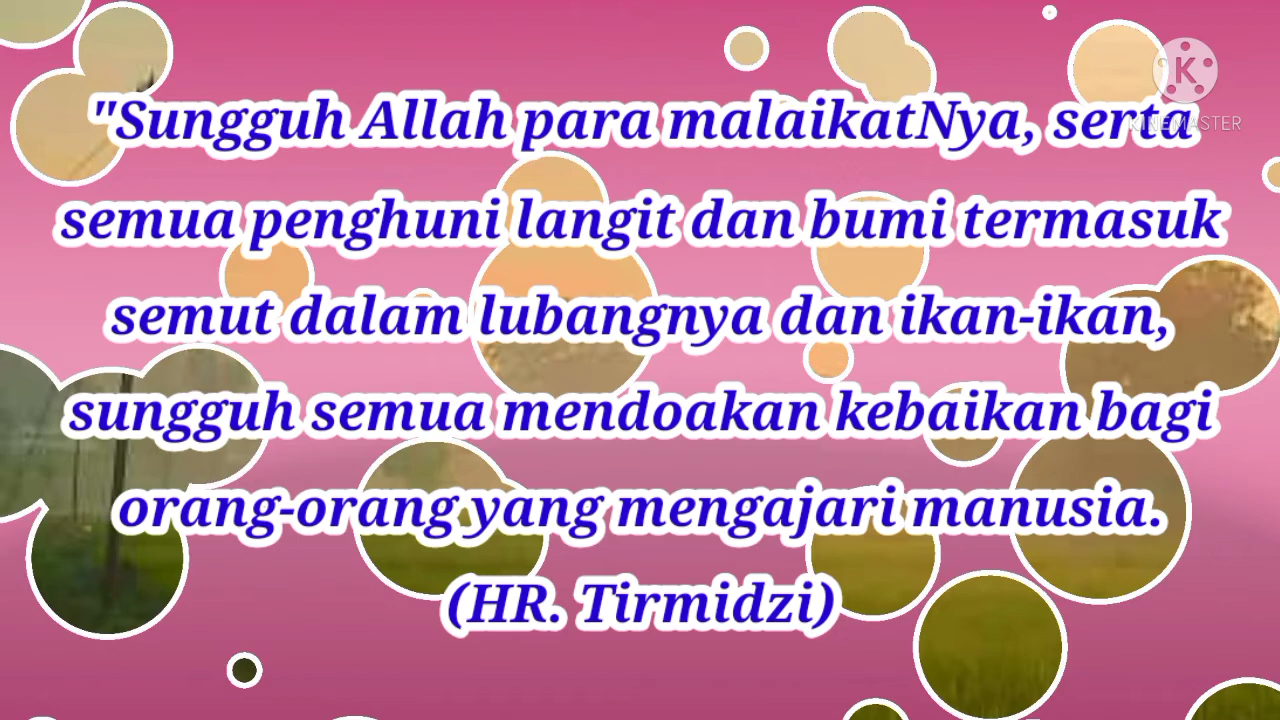 "Sungguh Allah para malaikatNya, serta
semua penghuni langit dan bumi termasuk
semut dalam lubangnya dan ikan-ikan,
sungguh semua mendoakan kebaikan bagi
orang-orang yang mengajari manusia.
(HR. Tirmidzi)
K
KINEMASTER